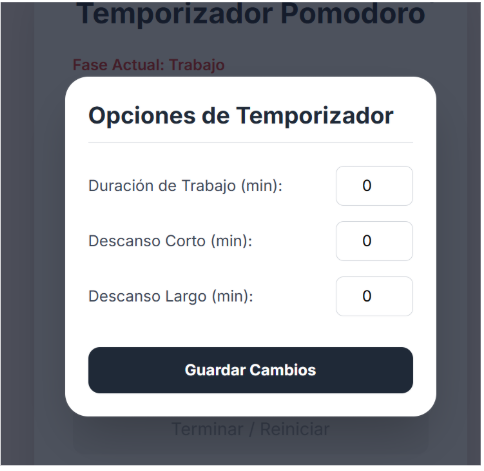 Temporizador Pomodoro
Fase Actual: Trabajo
Opciones de Temporizador
Duración de Trabajo (min): 0
Descanso Corto (min): 0
Descanso Largo (min): 0
Guardar Cambios
Terminar / Reiniciar